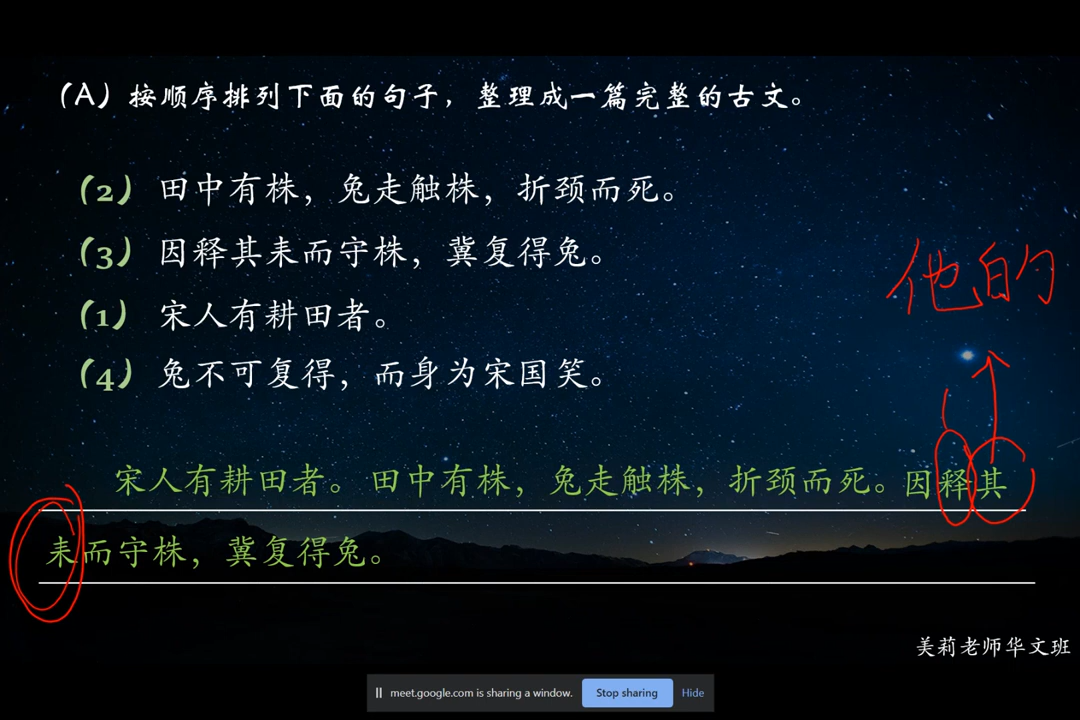 (A) 按顺序排列下面的句子，整理成一篇完整的古文。
(2) 田中有株，兔走触株，折颈而死。
(3) 因释其耒而守株，冀复得兔。
他的
(1) 宋人有耕田者。
(4) 兔不可复得，而身为宋国笑。
宋人有耕田者。田中有株，兔走触株，折颈而死。因释其
耒而守株，冀复得兔。
美莉老师华文班
meet.google.com is sharing a window. Stop sharing Hide